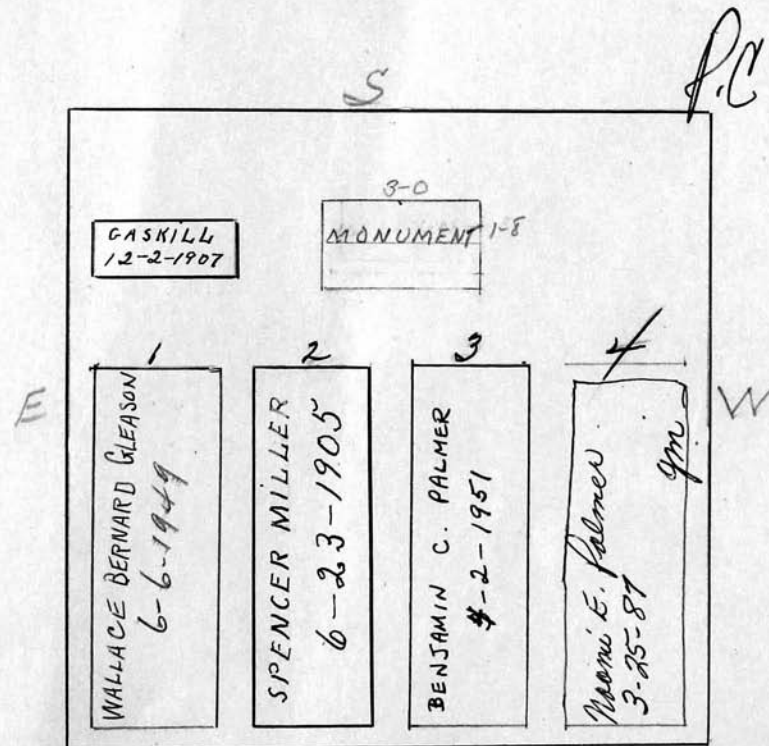 P.C
S
3-0
MONUMENT 1-8
GASKILL
12-2-1907
E
W
1
WALLACE BERNARD GLEASON
6-6-1949
2
SPENCER MILLER
6-23-1905
3
BENJAMIN C. PALMER
-2-1951
4
Naomi E. Palmer
3-25-87